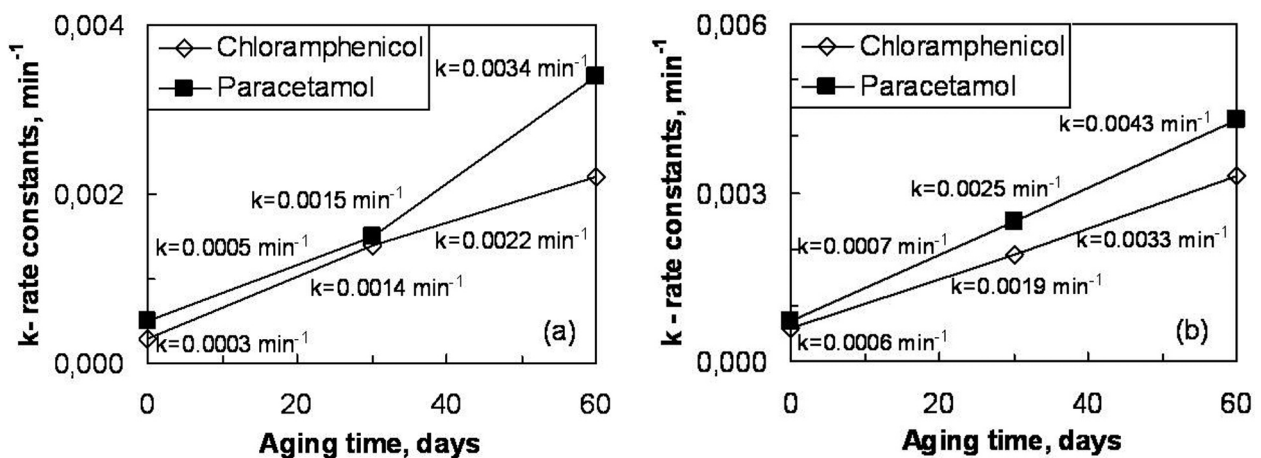 k- rate constants, min⁻¹
0,004
0,002
0,000
Chloramphenicol
Paracetamol
k=0.0034 min⁻¹
k=0.0015 min⁻¹
k=0.0005 min⁻¹
k=0.0022 min⁻¹
k=0.0014 min⁻¹
k=0.0003 min⁻¹
(a)
0 20 40 60
Aging time, days
k - rate constants, min⁻¹
0,006
0,003
0,000
Chloramphenicol
Paracetamol
k=0.0043 min⁻¹
k=0.0025 min⁻¹
k=0.0007 min⁻¹
k=0.0033 min⁻¹
k=0.0019 min⁻¹
k=0.0006 min⁻¹
(b)
0 20 40 60
Aging time, days